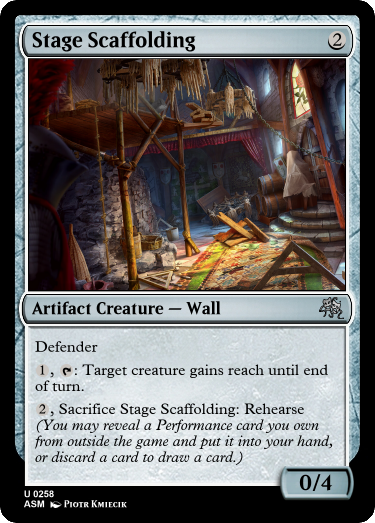 Stage Scaffolding 2
Artifact Creature — Wall
Defender
1, T: Target creature gains reach until end
of turn.
2, Sacrifice Stage Scaffolding: Rehearse
(You may reveal a Performance card you own
from outside the game and put it into your hand,
or discard a card to draw a card.)
0/4
U 0258
ASM Piotr Kmiecik